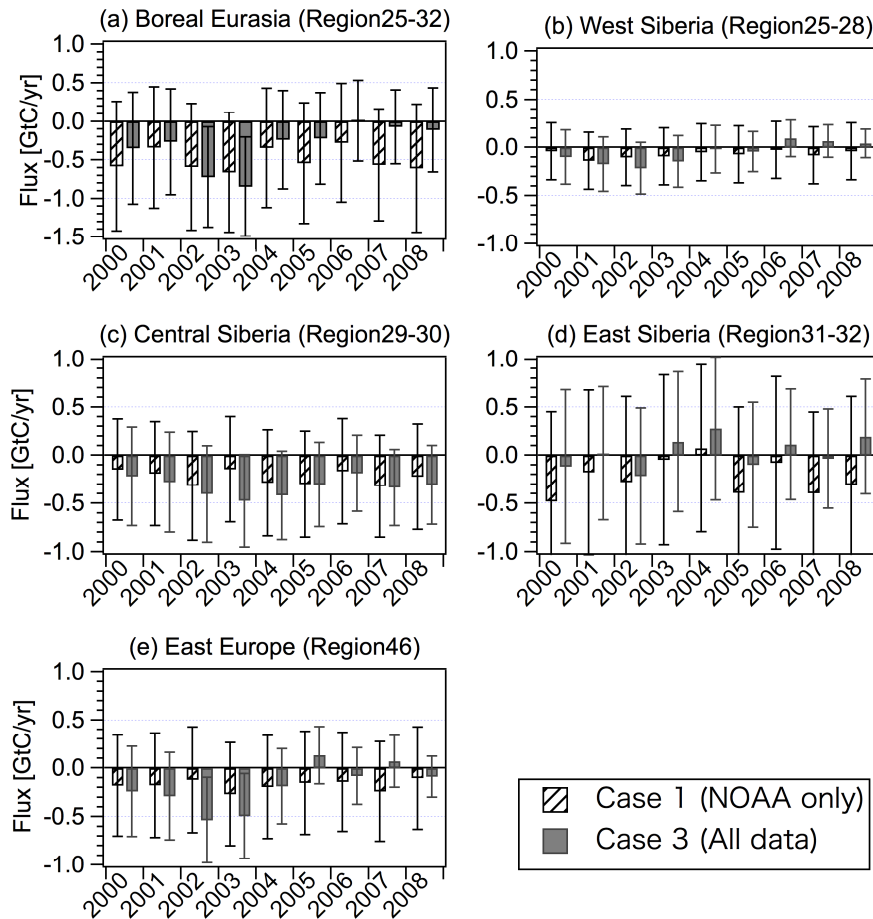 (a) Boreal Eurasia (Region25-32)
Flux [GtC/yr]
1.0
0.5
0.0
-0.5
-1.0
-1.5
2000 2001 2002 2003 2004 2005 2006 2007 2008
(b) West Siberia (Region25-28)
1.0
0.5
0.0
-0.5
-1.0
2000 2001 2002 2003 2004 2005 2006 2007 2008
(c) Central Siberia (Region29-30)
Flux [GtC/yr]
1.0
0.5
0.0
-0.5
-1.0
2000 2001 2002 2003 2004 2005 2006 2007 2008
(d) East Siberia (Region31-32)
1.0
0.5
0.0
-0.5
-1.0
2000 2001 2002 2003 2004 2005 2006 2007 2008
(e) East Europe (Region46)
Flux [GtC/yr]
1.0
0.5
0.0
-0.5
-1.0
2000 2001 2002 2003 2004 2005 2006 2007 2008
Case 1 (NOAA only)
Case 3 (All data)